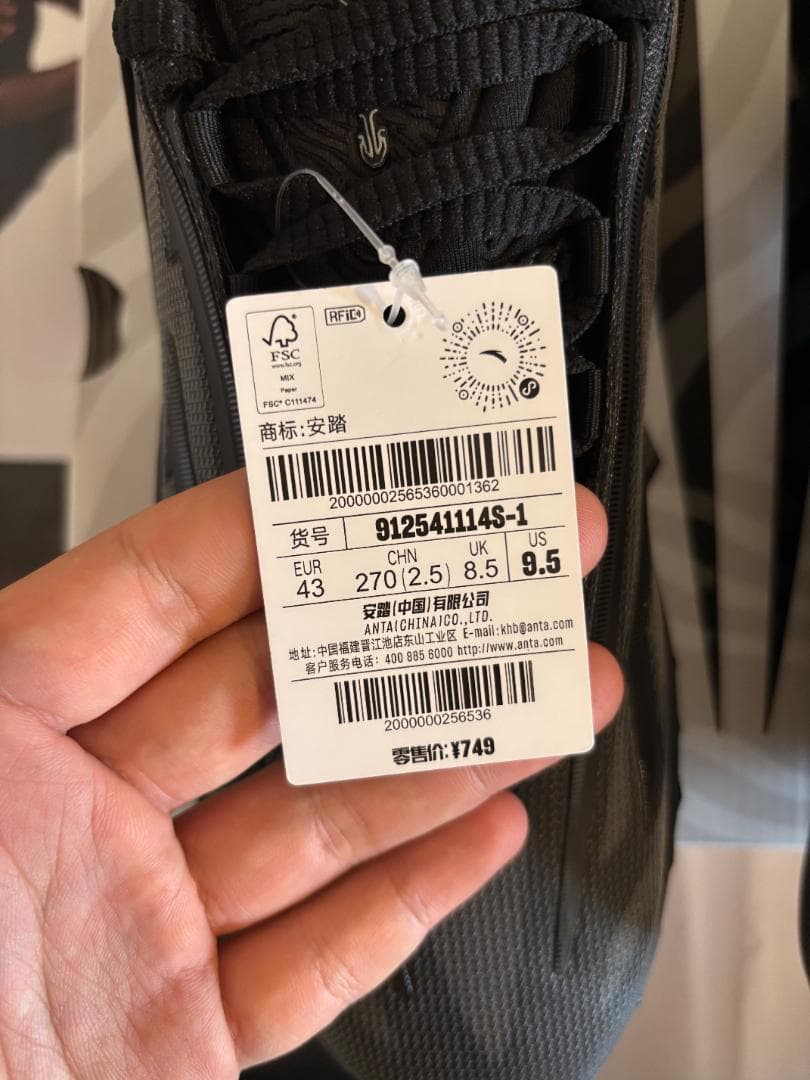 RFID
FSC
www.fsc.org
MIX
Paper
FSC® C111474
商标:安踏
20000002565360001362
货号 912541114S-1
EUR CHN UK US
43 270(2.5) 8.5 9.5
安踏(中国)有限公司
ANTA(CHINA)CO.,LTD.
地址:中国福建晋江池店东山工业区 E-mail:khb@anta.com
客户服务电话: 400 885 6000 http://www.anta.com
2000000256536
零售价:¥749